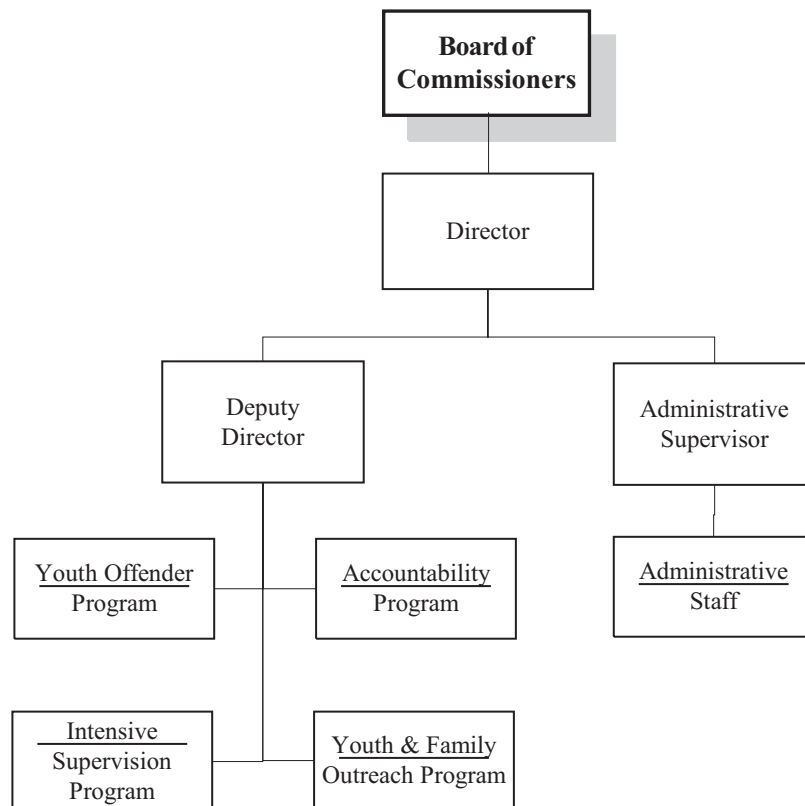 Board of
Commissioners
Director
Deputy
Director
Administrative
Supervisor
Youth Offender
Program
Accountability
Program
Administrative
Staff
Intensive
Supervision
Program
Youth & Family
Outreach Program